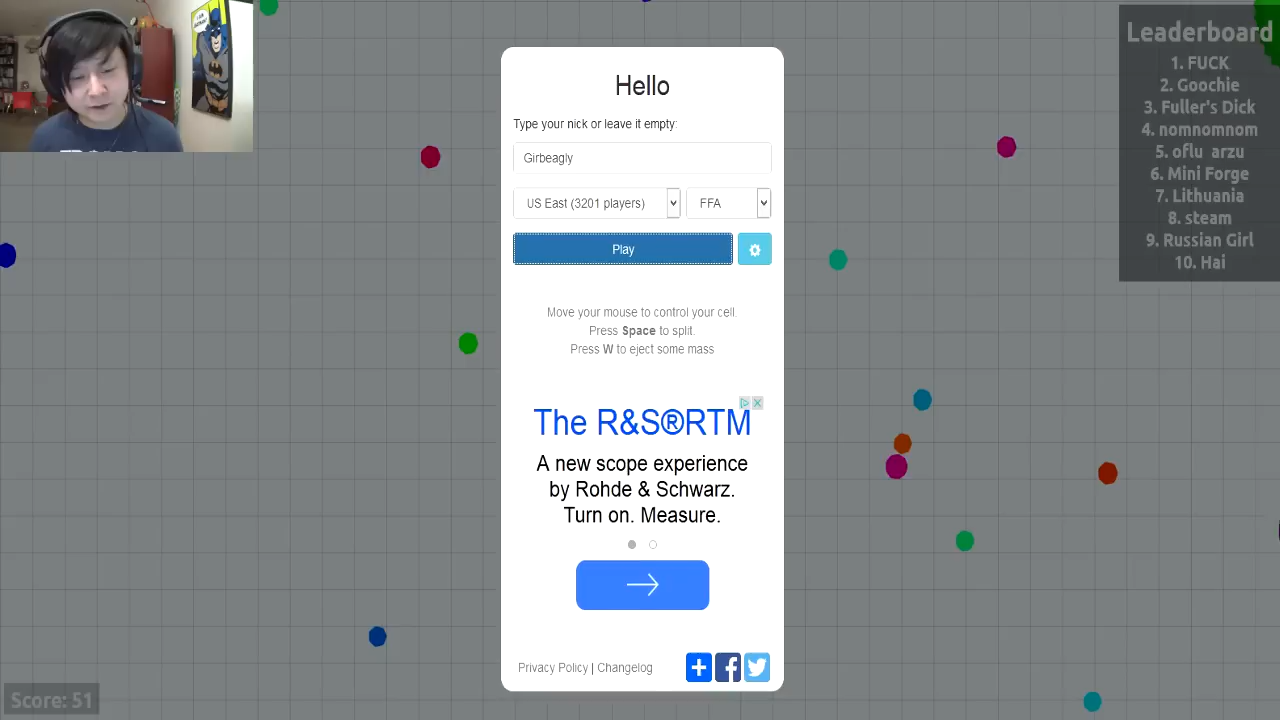 Hello
Type your nick or leave it empty:
Girbeagly
US East (3201 players)
FFA
Play
Move your mouse to control your cell.
Press Space to split.
Press W to eject some mass
The R&S®RTM
A new scope experience
by Rohde & Schwarz.
Turn on. Measure.
Privacy Policy | Changelog
Score: 51
Leaderboard
1. FUCK
2. Goochie
3. Fuller's Dick
4. nomnomnom
5. oflu arzu
6. Mini Forge
7. Lithuania
8. steam
9. Russian Girl
10. Hai